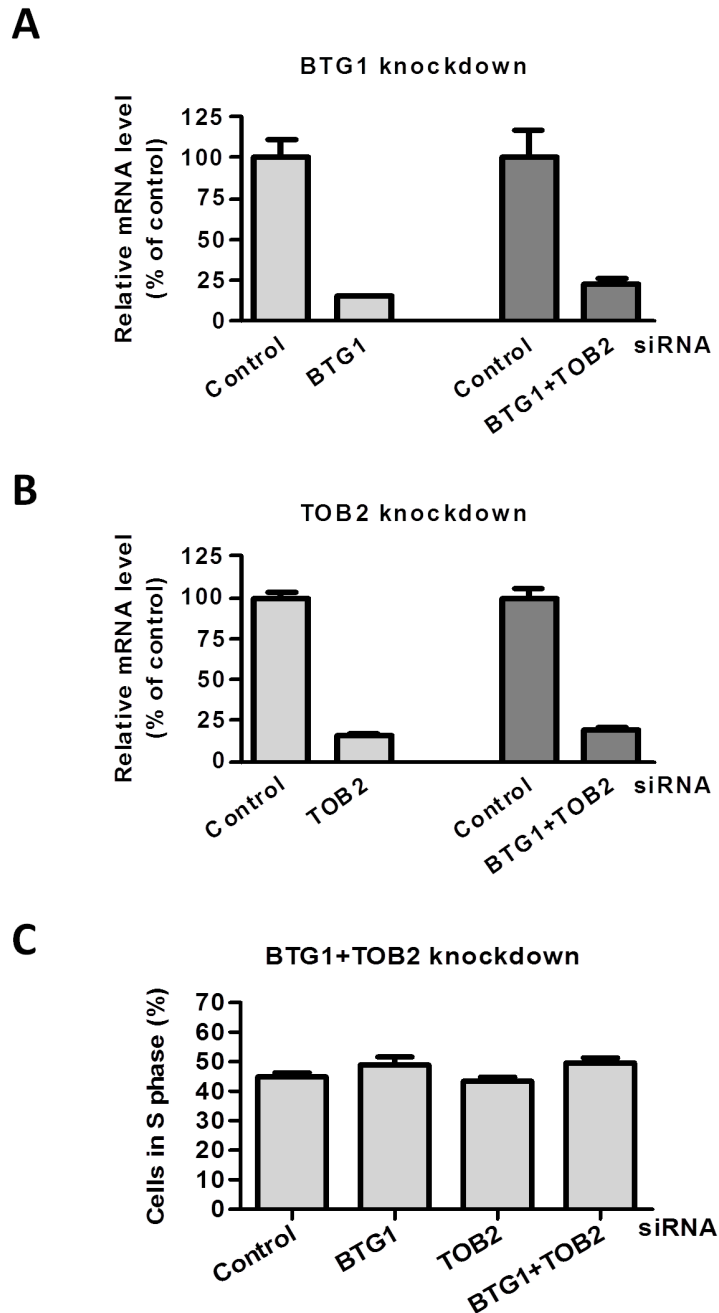 A
BTG1 knockdown
Relative mRNA level
(% of control)
125
100
75
50
25
0
Control
BTG1
Control
BTG1+TOB2
siRNA
B
TOB2 knockdown
Relative mRNA level
(% of control)
125
100
75
50
25
0
Control
TOB2
Control
BTG1+TOB2
siRNA
C
BTG1+TOB2 knockdown
Cells in S phase (%)
70
60
50
40
30
20
10
0
Control
BTG1
TOB2
BTG1+TOB2
siRNA